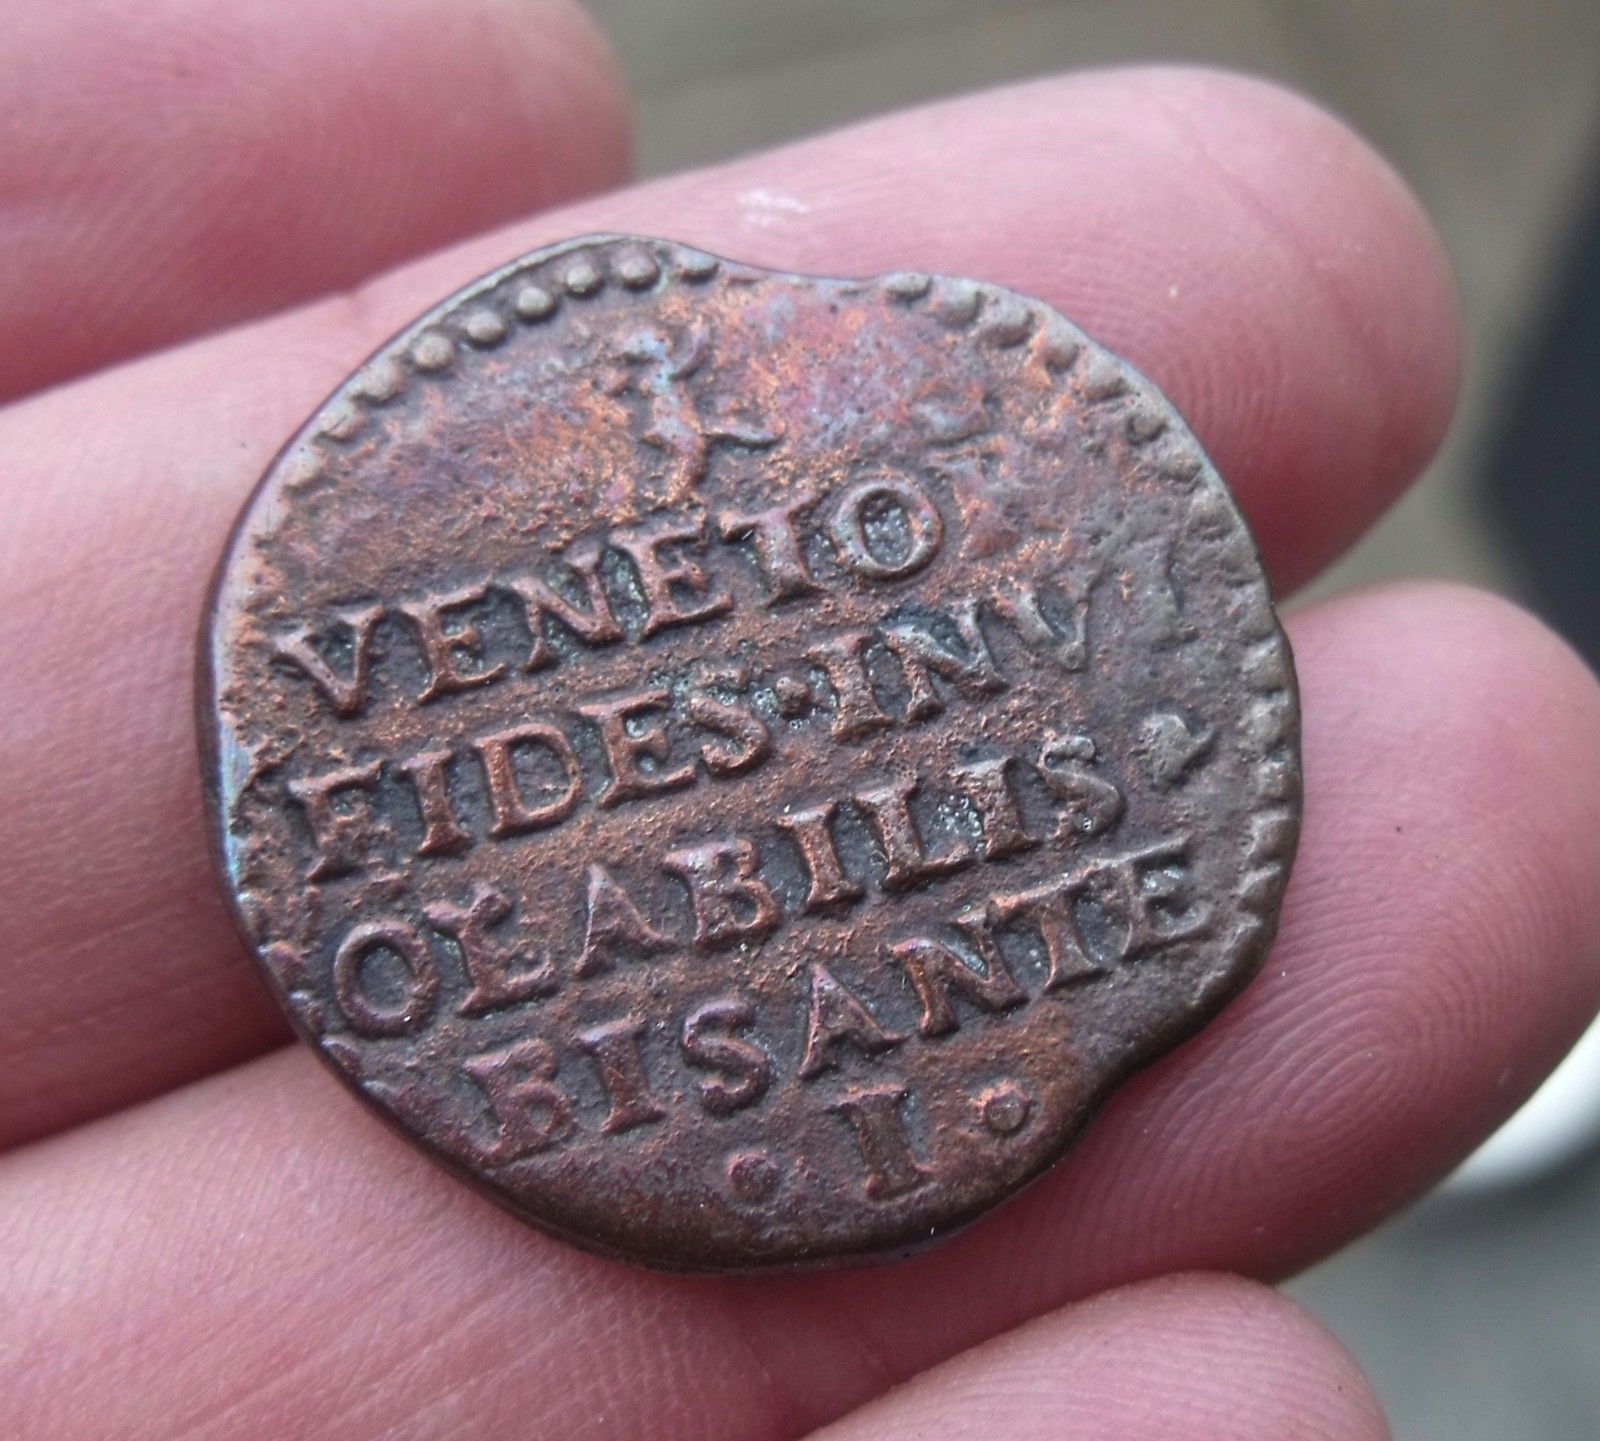 VENETO
FIDES·INVI
OLABILIS·
BISANTE
· I ·